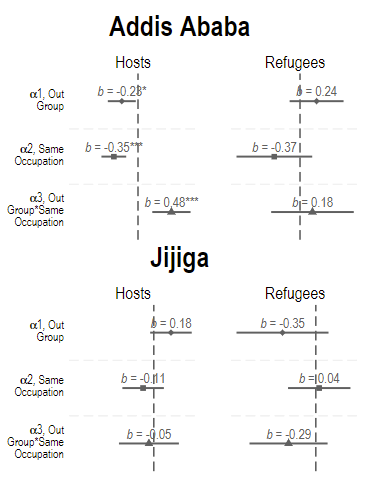 Addis Ababa
Hosts Refugees
α1, Out
Group
b = -0.23* b = 0.24
α2, Same
Occupation
b = -0.35*** b = -0.37
α3, Out
Group*Same
Occupation
b = 0.48*** b = 0.18
Jijiga
Hosts Refugees
α1, Out
Group
b = 0.18 b = -0.35
α2, Same
Occupation
b = -0.11 b = 0.04
α3, Out
Group*Same
Occupation
b = -0.05 b = -0.29